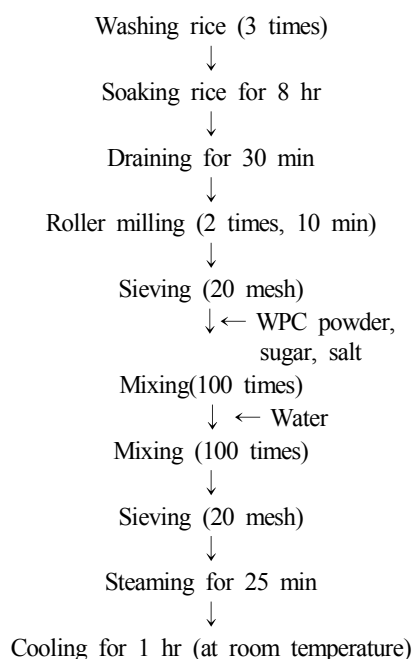 Washing rice (3 times)
↓
Soaking rice for 8 hr
↓
Draining for 30 min
↓
Roller milling (2 times, 10 min)
↓
Sieving (20 mesh)
↓ ← WPC powder,
sugar, salt
Mixing(100 times)
↓ ← Water
Mixing (100 times)
↓
Sieving (20 mesh)
↓
Steaming for 25 min
↓
Cooling for 1 hr (at room temperature)